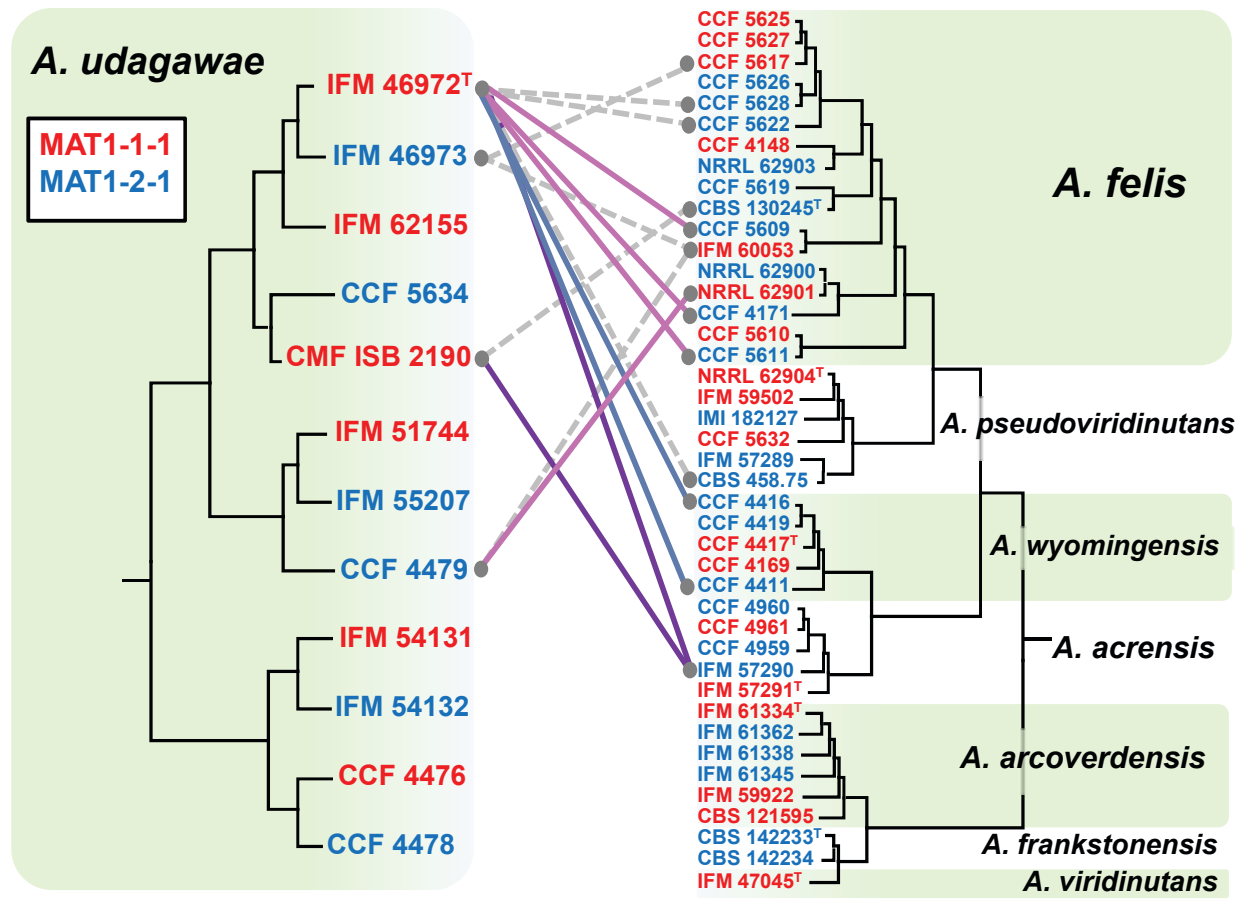 A. udagawae
MAT1-1-1
MAT1-2-1
IFM 46972T
IFM 46973
IFM 62155
CCF 5634
CMF ISB 2190
IFM 51744
IFM 55207
CCF 4479
IFM 54131
IFM 54132
CCF 4476
CCF 4478
CCF 5625
CCF 5627
CCF 5617
CCF 5626
CCF 5628
CCF 5622
CCF 4148
NRRL 62903
CCF 5619
CBS 130245T
CCF 5609
IFM 60053
NRRL 62900
NRRL 62901
CCF 4171
CCF 5610
CCF 5611
NRRL 62904T
IFM 59502
IMI 182127
CCF 5632
IFM 57289
CBS 458.75
CCF 4416
CCF 4419
CCF 4417T
CCF 4169
CCF 4411
CCF 4960
CCF 4961
CCF 4959
IFM 57290
IFM 57291T
IFM 61334T
IFM 61362
IFM 61338
IFM 61345
IFM 59922
CBS 121595
CBS 142233T
CBS 142234
IFM 47045T
A. felis
A. pseudoviridinutans
A. wyomingensis
A. acrensis
A. arcoverdensis
A. frankstonensis
A. viridinutans